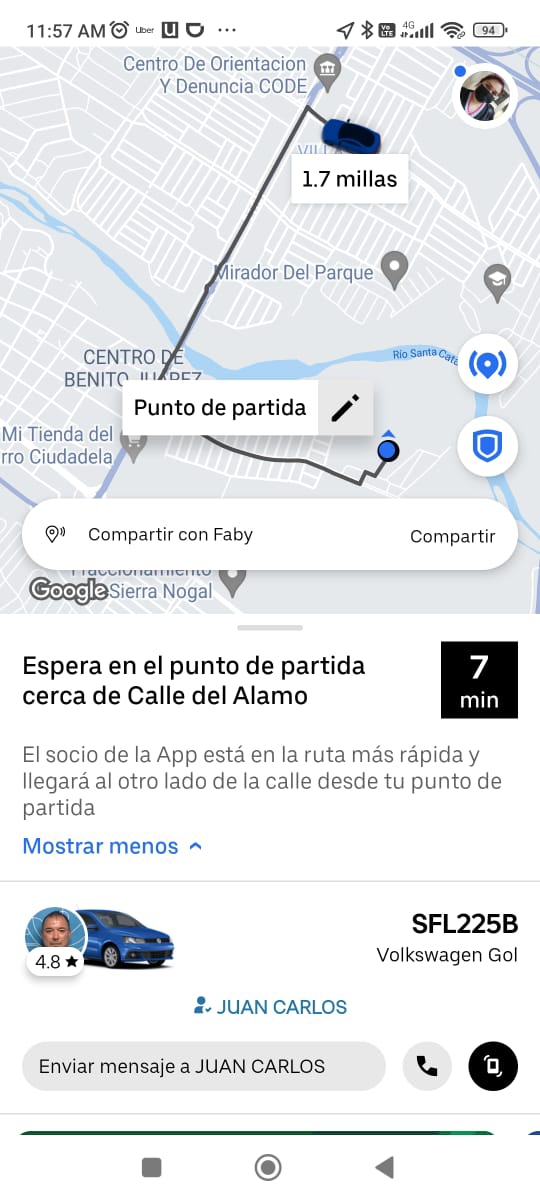 11:57 AM
Uber
Vo
LTE
4G
94
Centro De Orientacion
Y Denuncia CODE
1.7 millas
Mirador Del Parque
CENTRO DE
BENITO JUAREZ
Río Santa Cata
Punto de partida
Mi Tienda del
rro Ciudadela
Compartir con Faby
Compartir
Fraccionamiento
Google
Sierra Nogal
Espera en el punto de partida
cerca de Calle del Alamo
7
min
El socio de la App está en la ruta más rápida y
llegará al otro lado de la calle desde tu punto de
partida
Mostrar menos
4.8 ★
SFL225B
Volkswagen Gol
JUAN CARLOS
Enviar mensaje a JUAN CARLOS